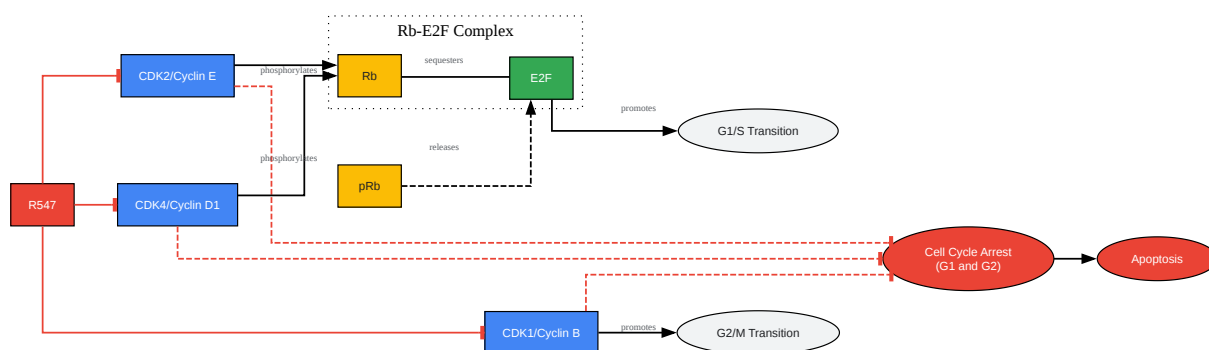 Rb-E2F Complex
CDK2/Cyclin E
phosphorylates
Rb
sequesters
E2F
promotes
G1/S Transition
releases
phosphorylates
pRb
R547
CDK4/Cyclin D1
Cell Cycle Arrest
(G1 and G2)
Apoptosis
CDK1/Cyclin B
promotes
G2/M Transition